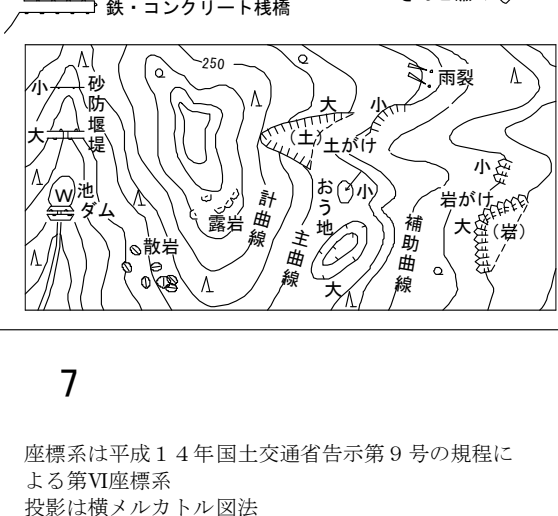 鉄・コンクリート桟橋
250
小
砂防堰堤
大
W
池
ダム
散岩
露岩
計曲線
主曲線
大
(土)
土がけ
小
おう地
小
大
補助曲線
雨裂
小
岩がけ
大
(岩)
7
座標系は平成14年国土交通省告示第9号の規程に
よる第Ⅵ座標系
投影は横メルカトル図法